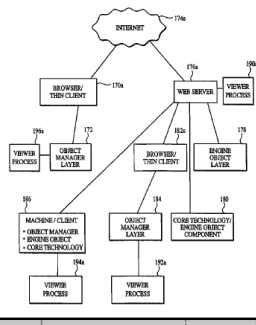 174a
INTERNET
176a
190a
170a
BROWSER/
THIN CLIENT
WEB SERVER
VIEWER
PROCESS
196a
172
182a
178
VIEWER
PROCESS
OBJECT
MANAGER
LAYER
BROWSER/
THIN CLIENT
ENGINE
OBJECT
LAYER
186
184
180
MACHINE / CLIENT
• OBJECT MANAGER
• ENGINE OBJECT
• CORE TECHNOLOGY
OBJECT
MANAGER
LAYER
CORE TECHNOLOGY/
ENGINE OBJECT
COMPONENT
194a
192a
VIEWER
PROCESS
VIEWER
PROCESS